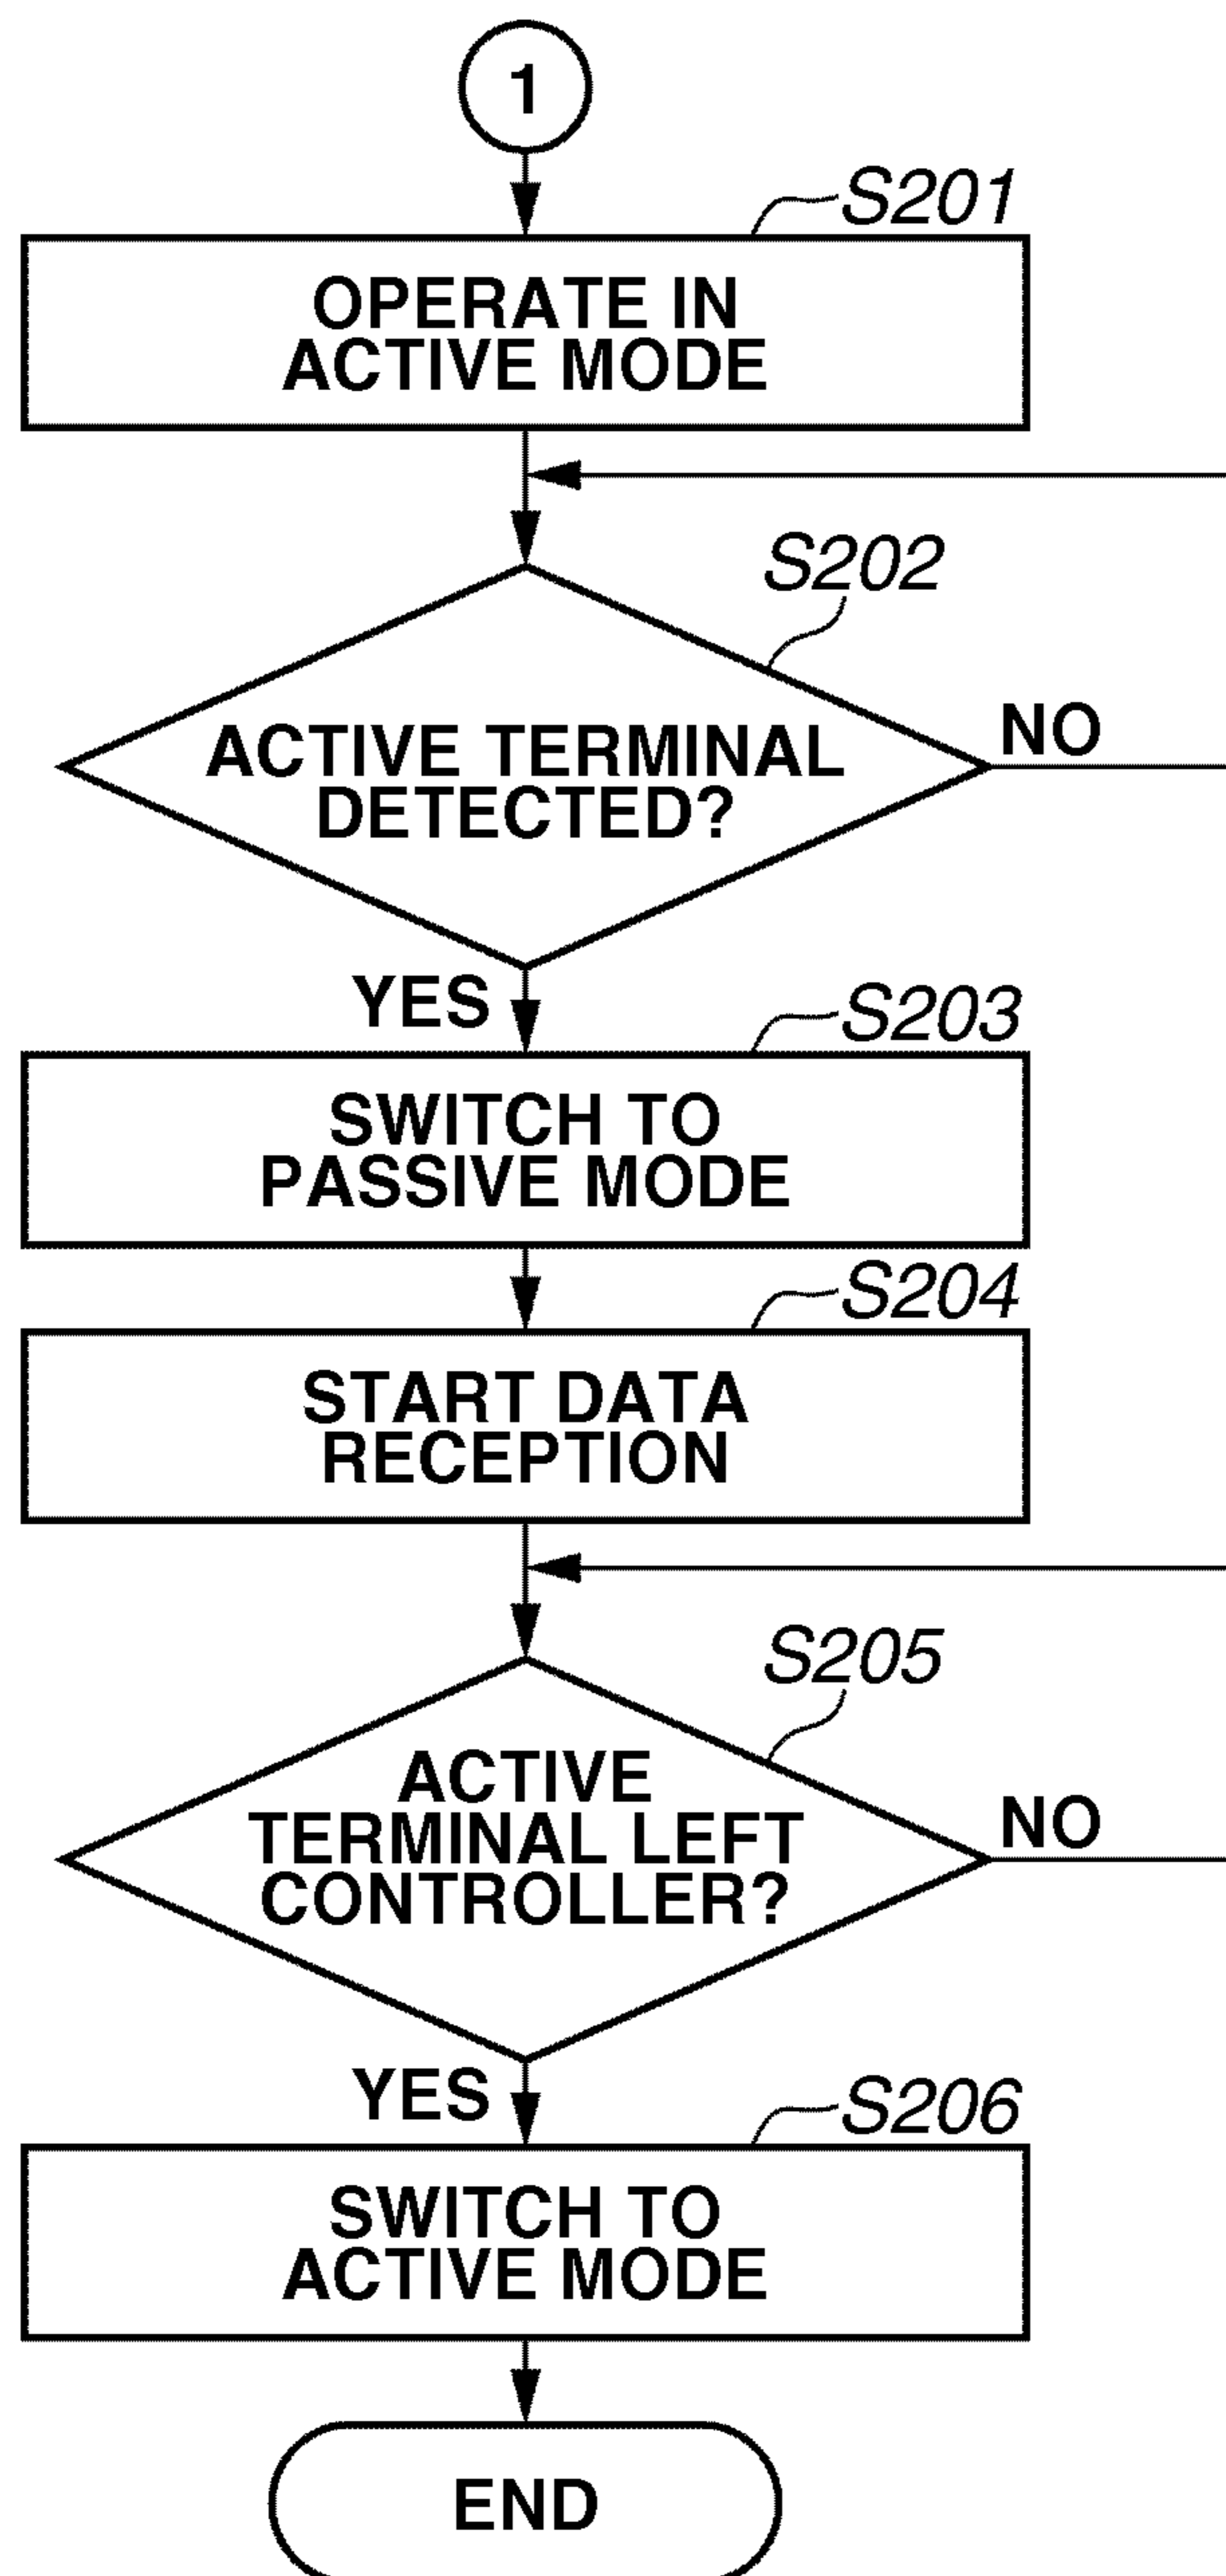 1
S201
OPERATE IN
ACTIVE MODE
S202
ACTIVE TERMINAL
DETECTED?
NO
YES
S203
SWITCH TO
PASSIVE MODE
S204
START DATA
RECEPTION
S205
ACTIVE
TERMINAL LEFT
CONTROLLER?
NO
YES
S206
SWITCH TO
ACTIVE MODE
END